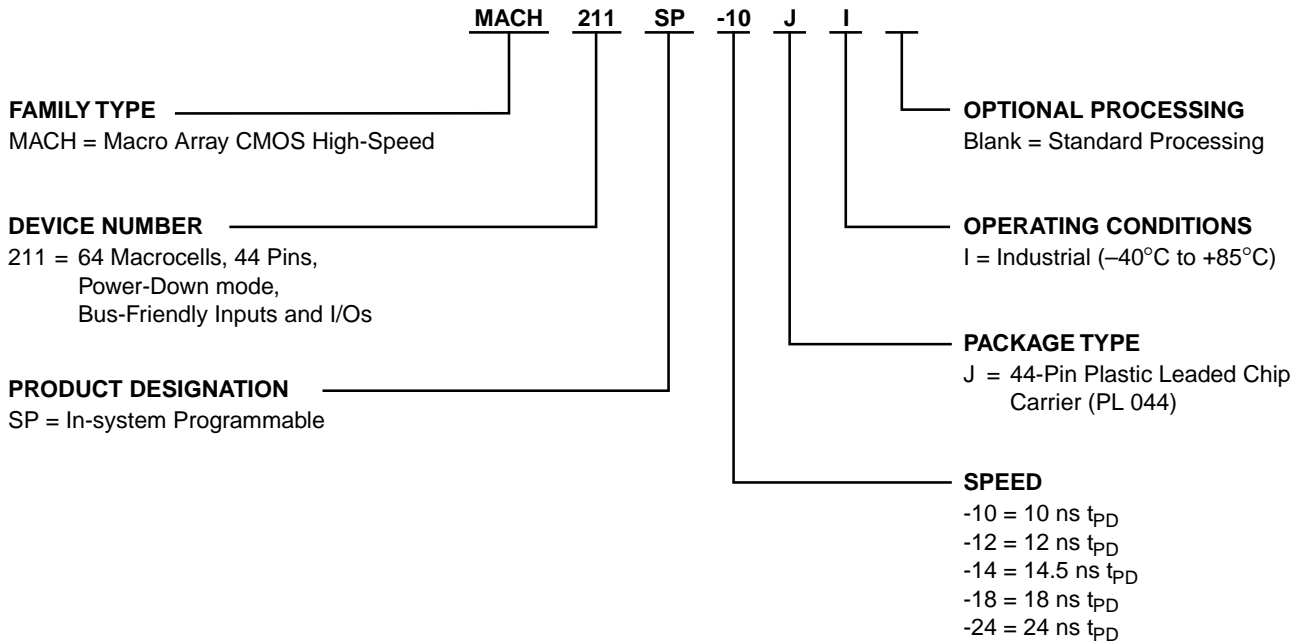 MACH 211 SP -10 J I
FAMILY TYPE
MACH = Macro Array CMOS High-Speed
DEVICE NUMBER
211 = 64 Macrocells, 44 Pins,
Power-Down mode,
Bus-Friendly Inputs and I/Os
PRODUCT DESIGNATION
SP = In-system Programmable
OPTIONAL PROCESSING
Blank = Standard Processing
OPERATING CONDITIONS
I = Industrial (–40°C to +85°C)
PACKAGE TYPE
J = 44-Pin Plastic Leaded Chip
Carrier (PL 044)
SPEED
-10 = 10 ns tPD
-12 = 12 ns tPD
-14 = 14.5 ns tPD
-18 = 18 ns tPD
-24 = 24 ns tPD